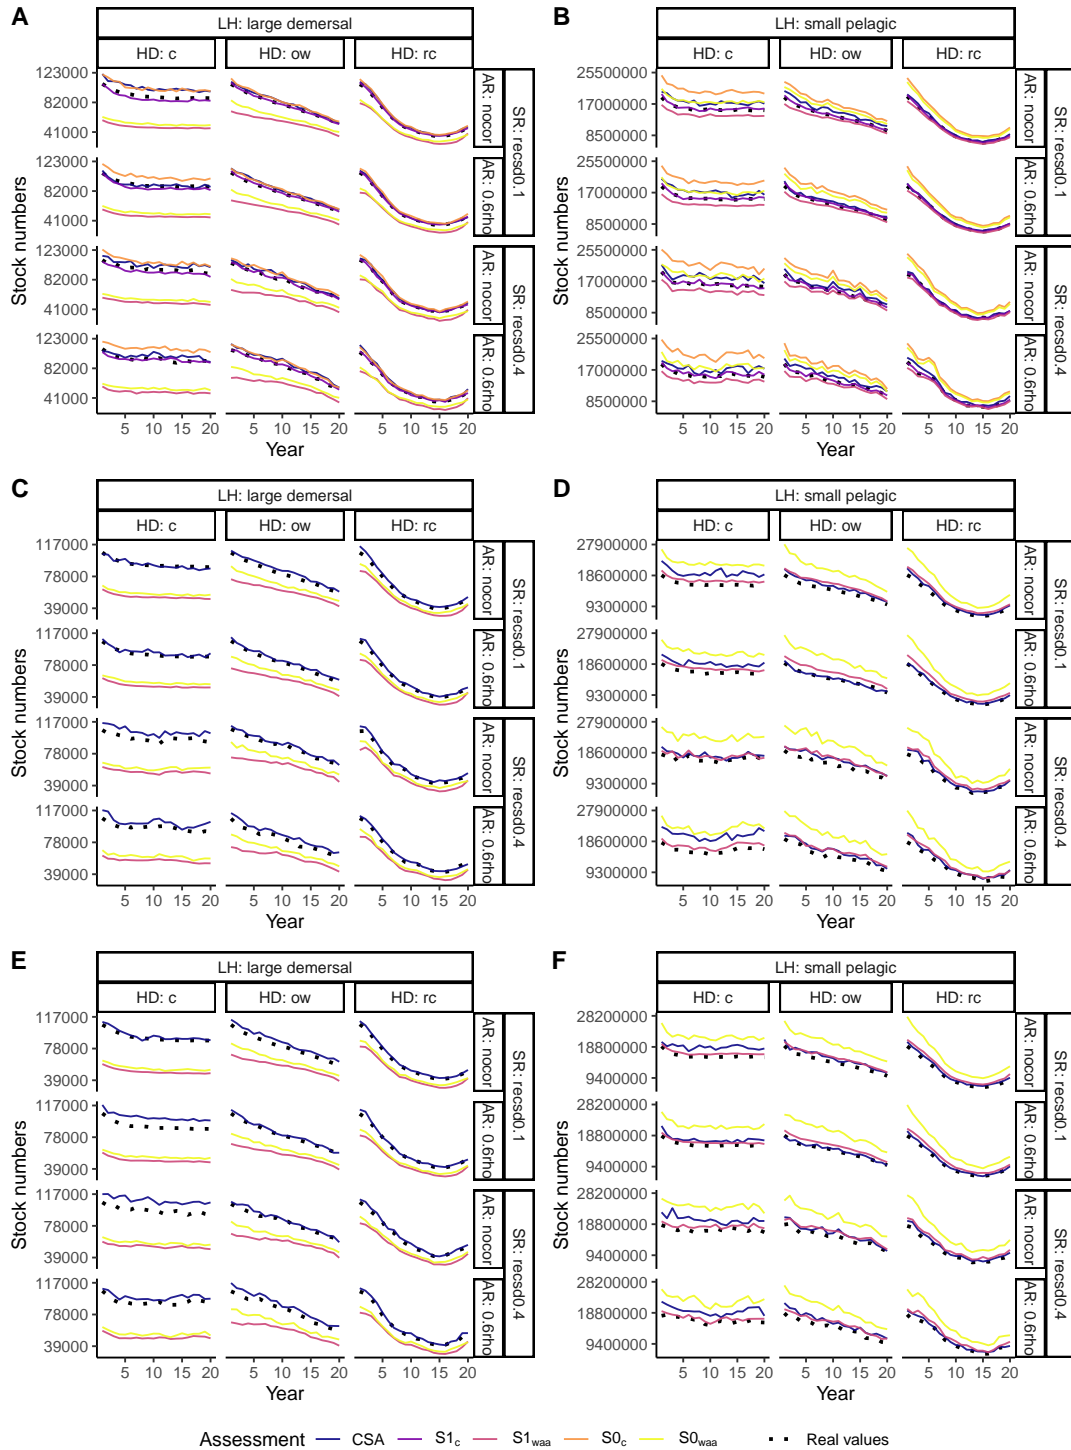 A
LH: large demersal
HD: c HD: ow HD: rc
123000
82000
41000
AR: nocor
123000
82000
41000
AR: 0.6rho
SR: recsd0.1
123000
82000
41000
AR: nocor
123000
82000
41000
AR: 0.6rho
SR: recsd0.4
Stock numbers
Stock numbers
5 10 15 20 5 10 15 20 5 10 15 20
Year
B
LH: small pelagic
HD: c HD: ow HD: rc
25500000
17000000
8500000
AR: nocor
25500000
17000000
8500000
AR: 0.6rho
SR: recsd0.1
25500000
17000000
8500000
AR: nocor
25500000
17000000
8500000
AR: 0.6rho
SR: recsd0.4
Stock numbers
Stock numbers
5 10 15 20 5 10 15 20 5 10 15 20
Year
C
LH: large demersal
HD: c HD: ow HD: rc
117000
78000
39000
AR: nocor
117000
78000
39000
AR: 0.6rho
SR: recsd0.1
117000
78000
39000
AR: nocor
117000
78000
39000
AR: 0.6rho
SR: recsd0.4
Stock numbers
Stock numbers
5 10 15 20 5 10 15 20 5 10 15 20
Year
D
LH: small pelagic
HD: c HD: ow HD: rc
27900000
18600000
9300000
AR: nocor
27900000
18600000
9300000
AR: 0.6rho
SR: recsd0.1
27900000
18600000
9300000
AR: nocor
27900000
18600000
9300000
AR: 0.6rho
SR: recsd0.4
Stock numbers
Stock numbers
5 10 15 20 5 10 15 20 5 10 15 20
Year
E
LH: large demersal
HD: c HD: ow HD: rc
117000
78000
39000
AR: nocor
117000
78000
39000
AR: 0.6rho
SR: recsd0.1
117000
78000
39000
AR: nocor
117000
78000
39000
AR: 0.6rho
SR: recsd0.4
Stock numbers
Stock numbers
5 10 15 20 5 10 15 20 5 10 15 20
Year
F
LH: small pelagic
HD: c HD: ow HD: rc
28200000
18800000
9400000
AR: nocor
28200000
18800000
9400000
AR: 0.6rho
SR: recsd0.1
28200000
18800000
9400000
AR: nocor
28200000
18800000
9400000
AR: 0.6rho
SR: recsd0.4
Stock numbers
Stock numbers
5 10 15 20 5 10 15 20 5 10 15 20
Year
Assessment CSA S1c S1waa S0c S0waa Real values